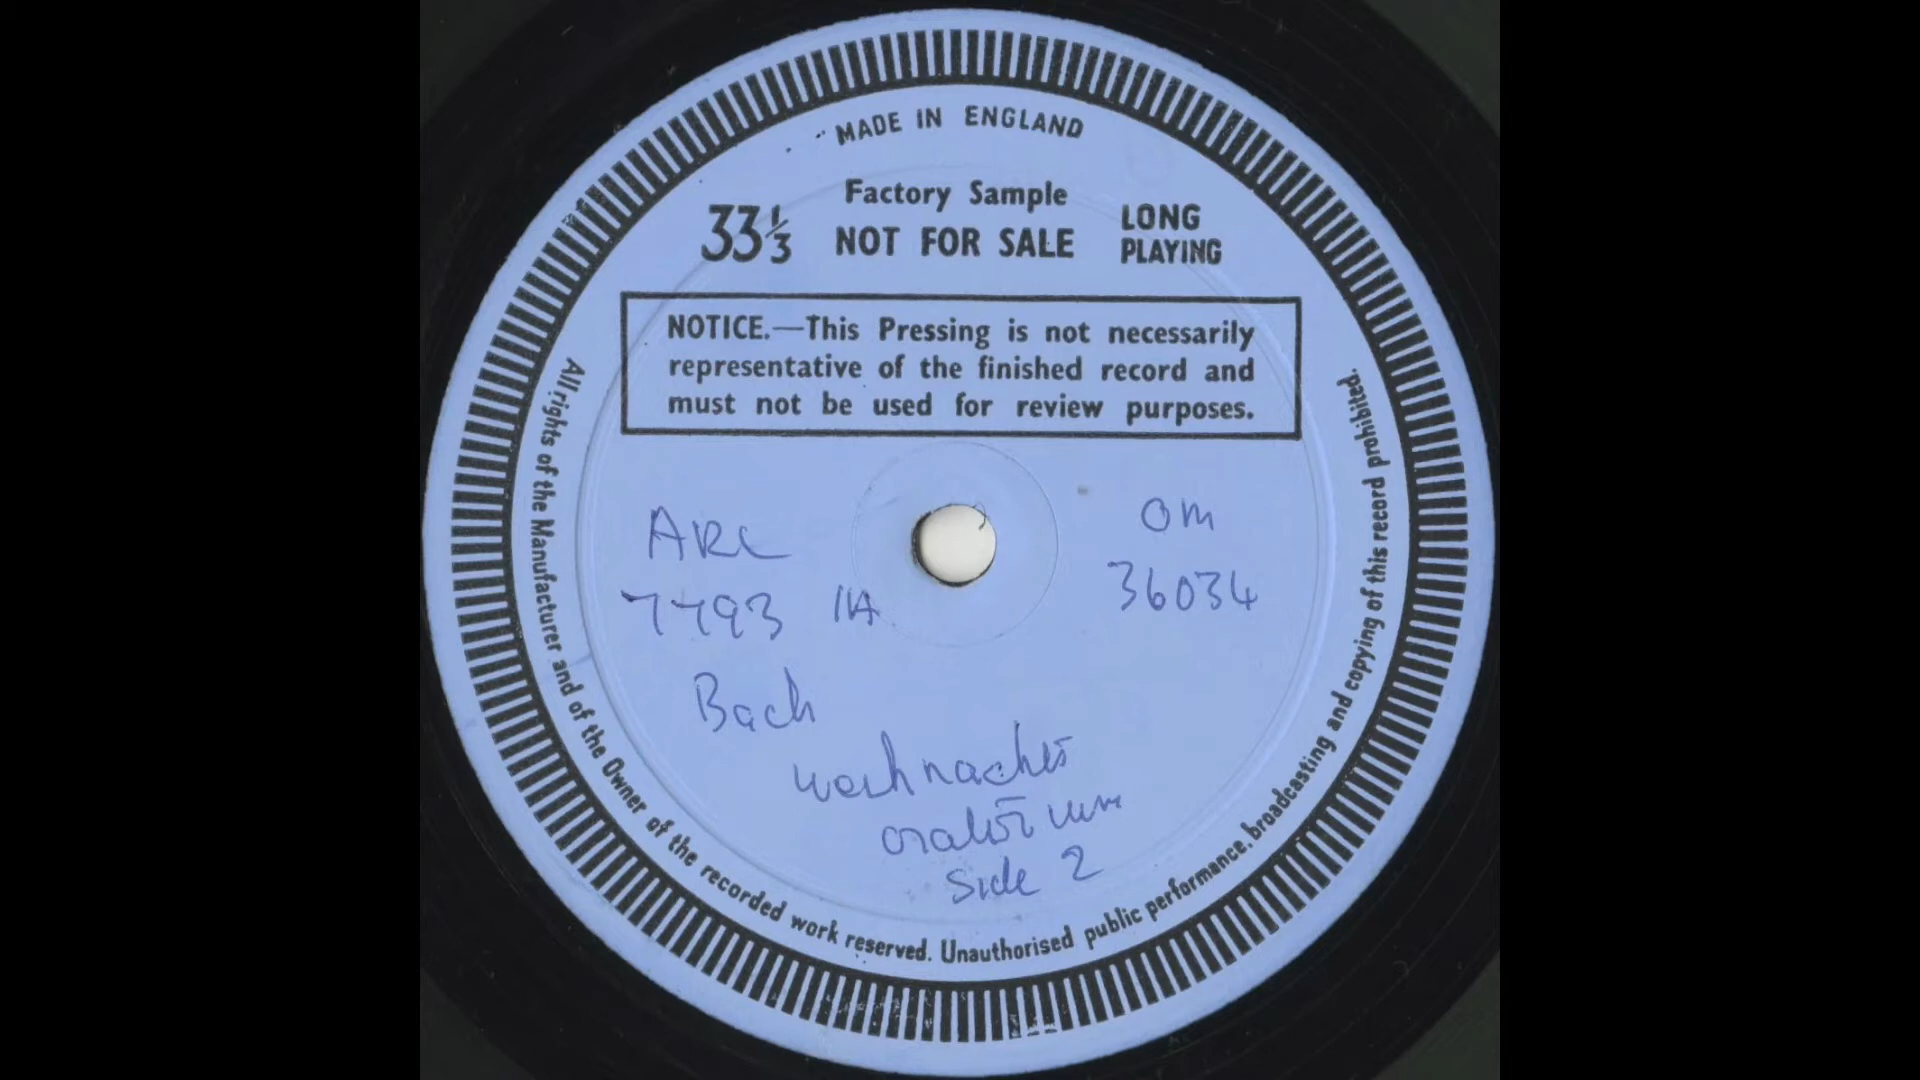 MADE IN ENGLAND
Factory Sample
33⅓ NOT FOR SALE LONG PLAYING
NOTICE.—This Pressing is not necessarily
representative of the finished record and
must not be used for review purposes.
ARL OM
7793 11A 36034
Bach
weihnachts
oratorium
Side 2
All rights of the Manufacturer and of the Owner of the recorded work reserved. Unauthorised public performance, broadcasting and copying of this record prohibited.